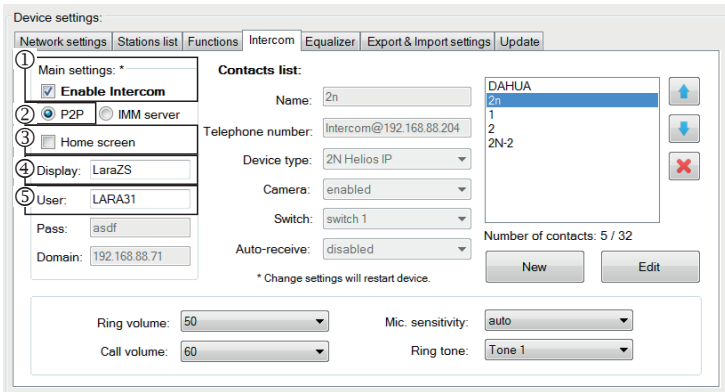 Device settings:
Network settings Stations list Functions Intercom Equalizer Export & Import settings Update
① Main settings: *
Enable Intercom
② P2P IMM server
③ Home screen
④ Display: LaraZS
⑤ User: LARA31
Pass: asdf
Domain: 192.168.88.71
Contacts list:
Name: 2n
Telephone number: Intercom@192.168.88.204
Device type: 2N Helios IP
Camera: enabled
Switch: switch 1
Auto-receive: disabled
* Change settings will restart device.
DAHUA
2n
1
2
2N-2
Number of contacts: 5 / 32
New Edit
Ring volume: 50 Mic. sensitivity: auto
Call volume: 60 Ring tone: Tone 1